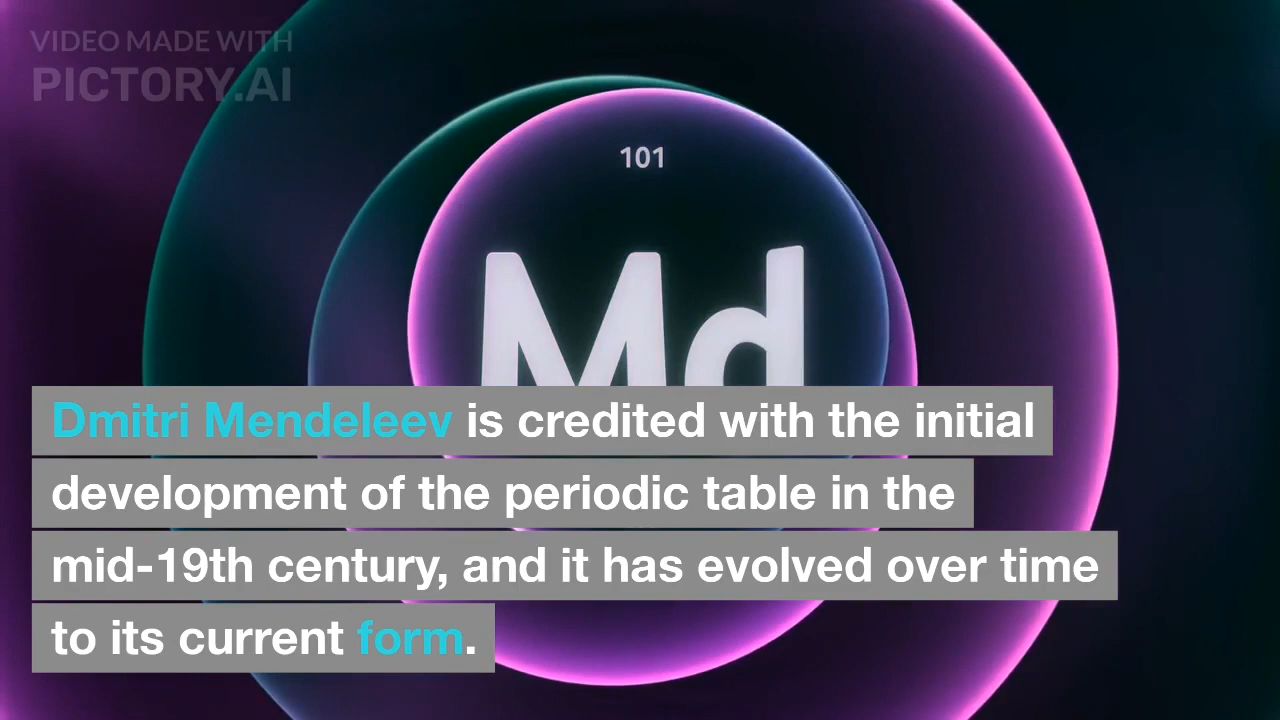 VIDEO MADE WITH
PICTORY.AI
101
Md
Dmitri Mendeleev is credited with the initial
development of the periodic table in the
mid-19th century, and it has evolved over time
to its current form.